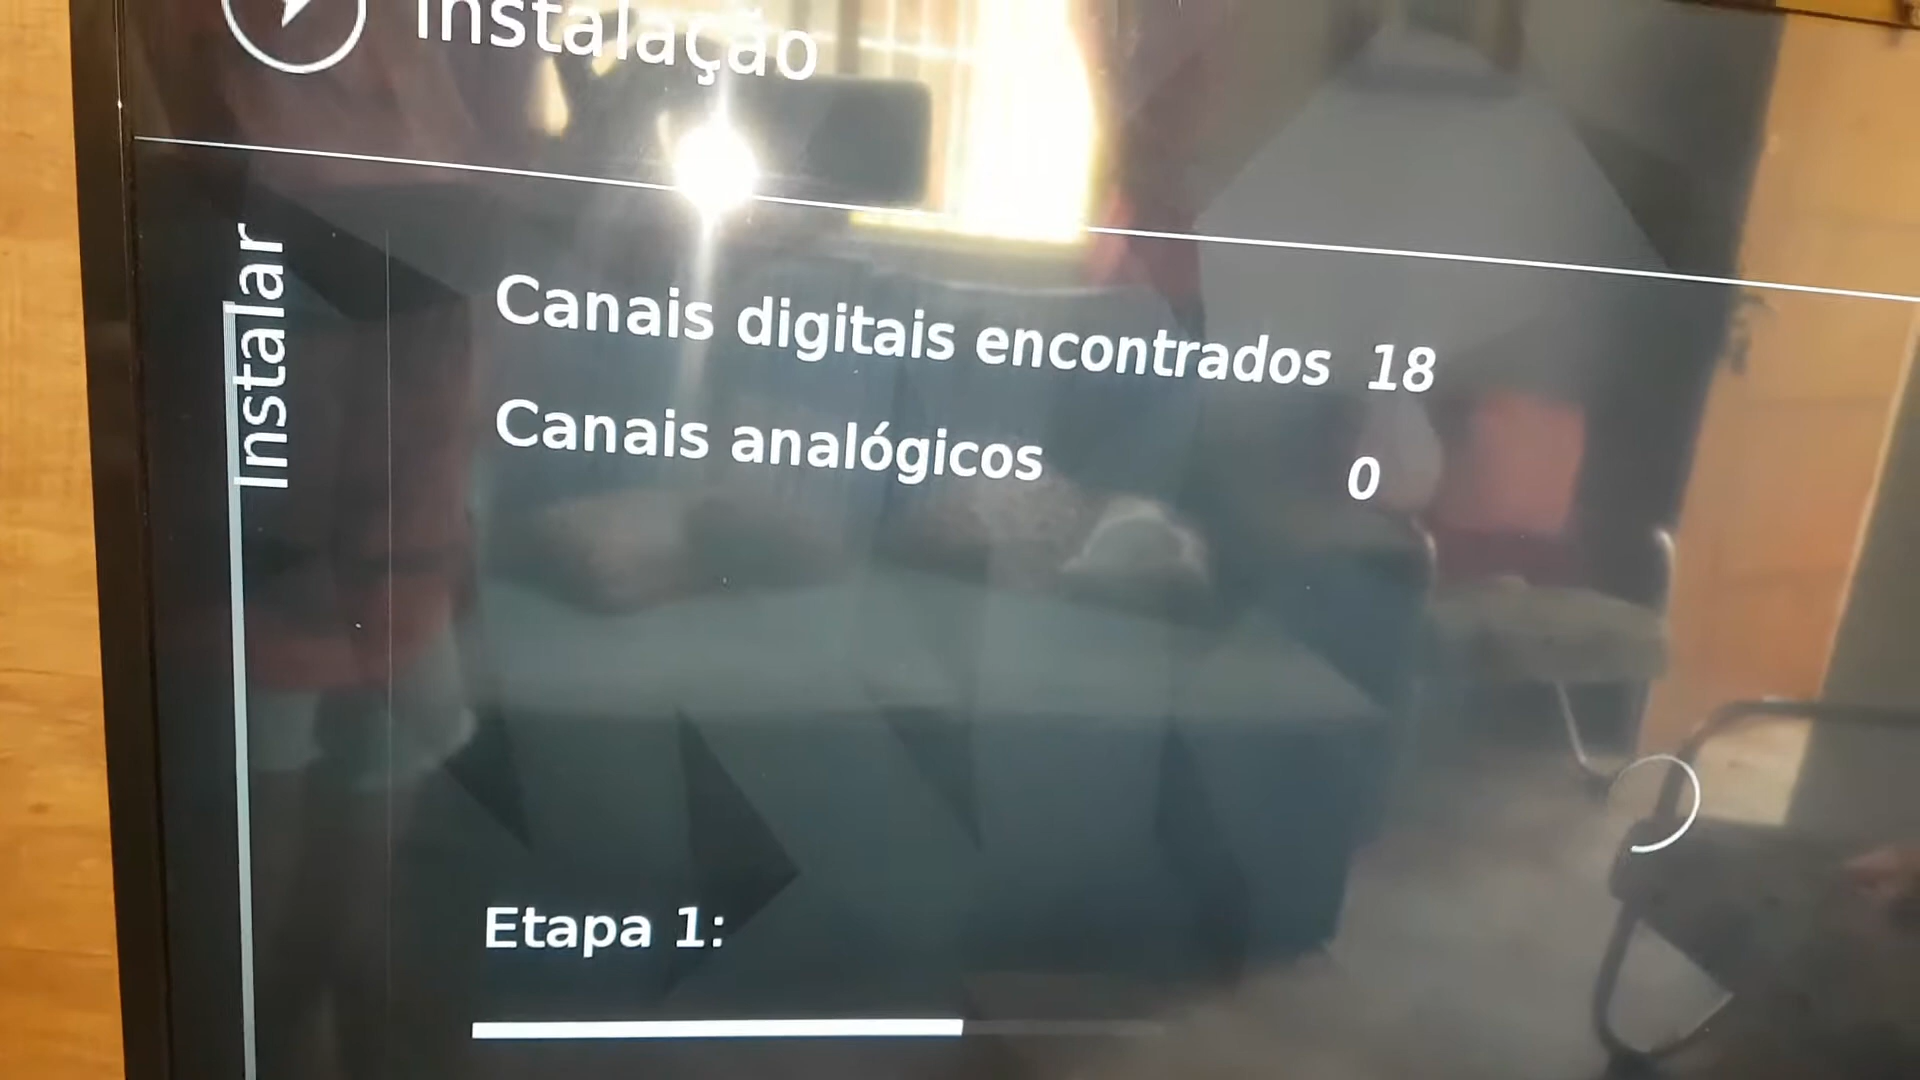 Instalação
Instalar
Canais digitais encontrados 18
Canais analógicos 0
Etapa 1: